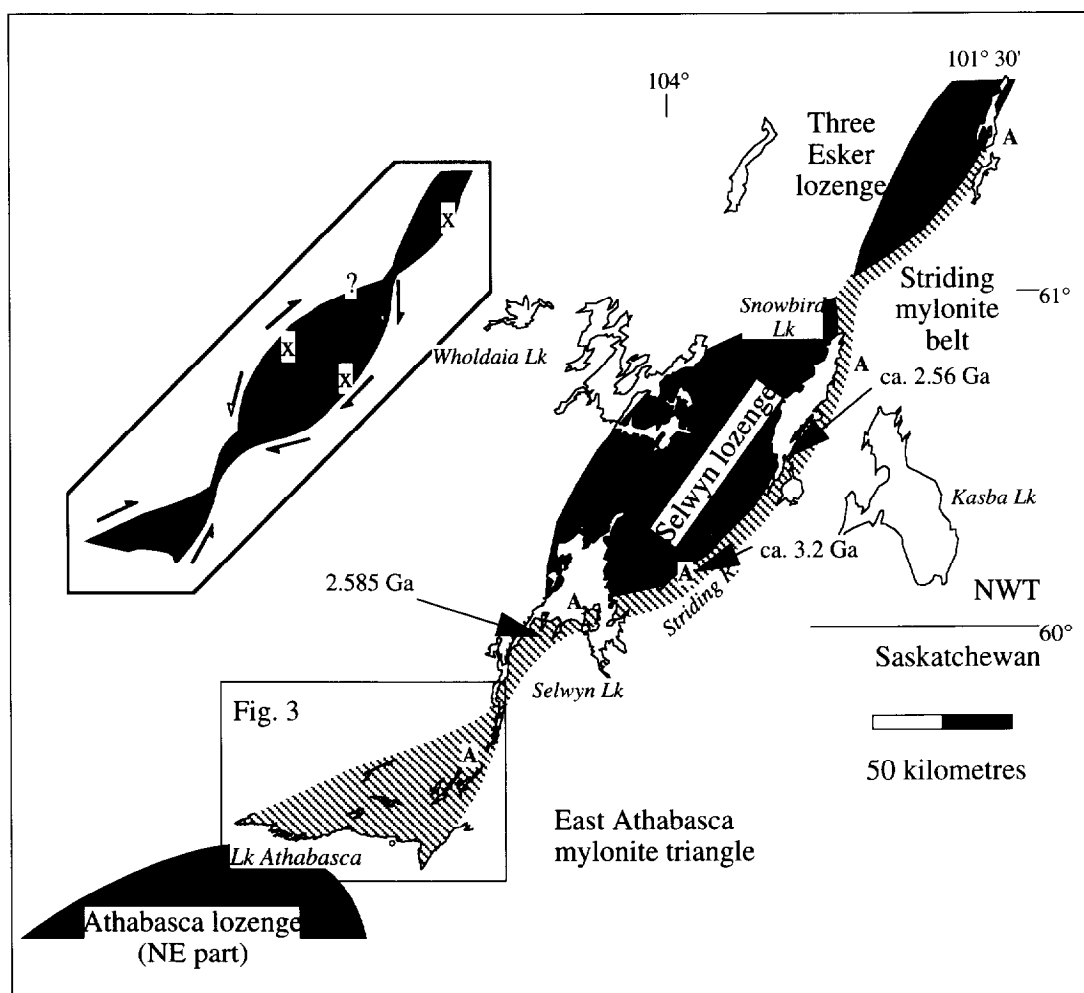 101° 30'
104°
Three
Esker
lozenge
A
X
?
Striding
mylonite
belt
61°
Snowbird
Lk
Wholdaia Lk
X
X
A
ca. 2.56 Ga
Selwyn lozenge
Kasba Lk
ca. 3.2 Ga
A
Striding R.
2.585 Ga
A
NWT
60°
Saskatchewan
Selwyn Lk
Fig. 3
A
50 kilometres
East Athabasca
mylonite triangle
Lk Athabasca
Athabasca lozenge
(NE part)